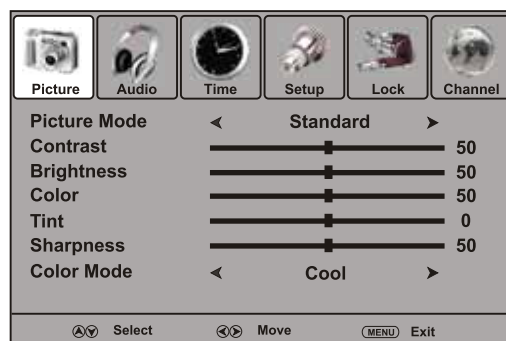 Picture Audio Time Setup Lock Channel
Picture Mode Standard
Contrast 50
Brightness 50
Color 50
Tint 0
Sharpness 50
Color Mode Cool
Select Move MENU Exit